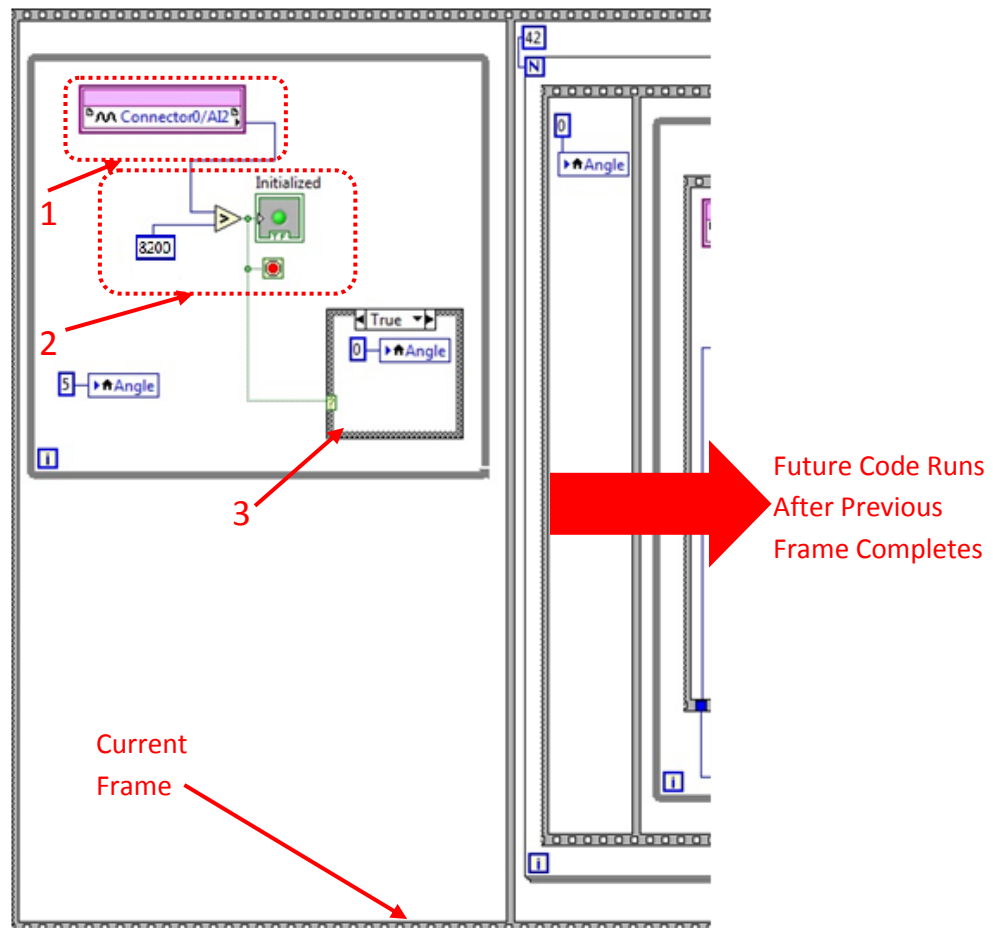 42
N
Connector0/AI2
0
Angle
1
Initialized
8200
2
True
0
Angle
5
Angle
?
i
3
Future Code Runs
After Previous
Frame Completes
Current
Frame
i
i